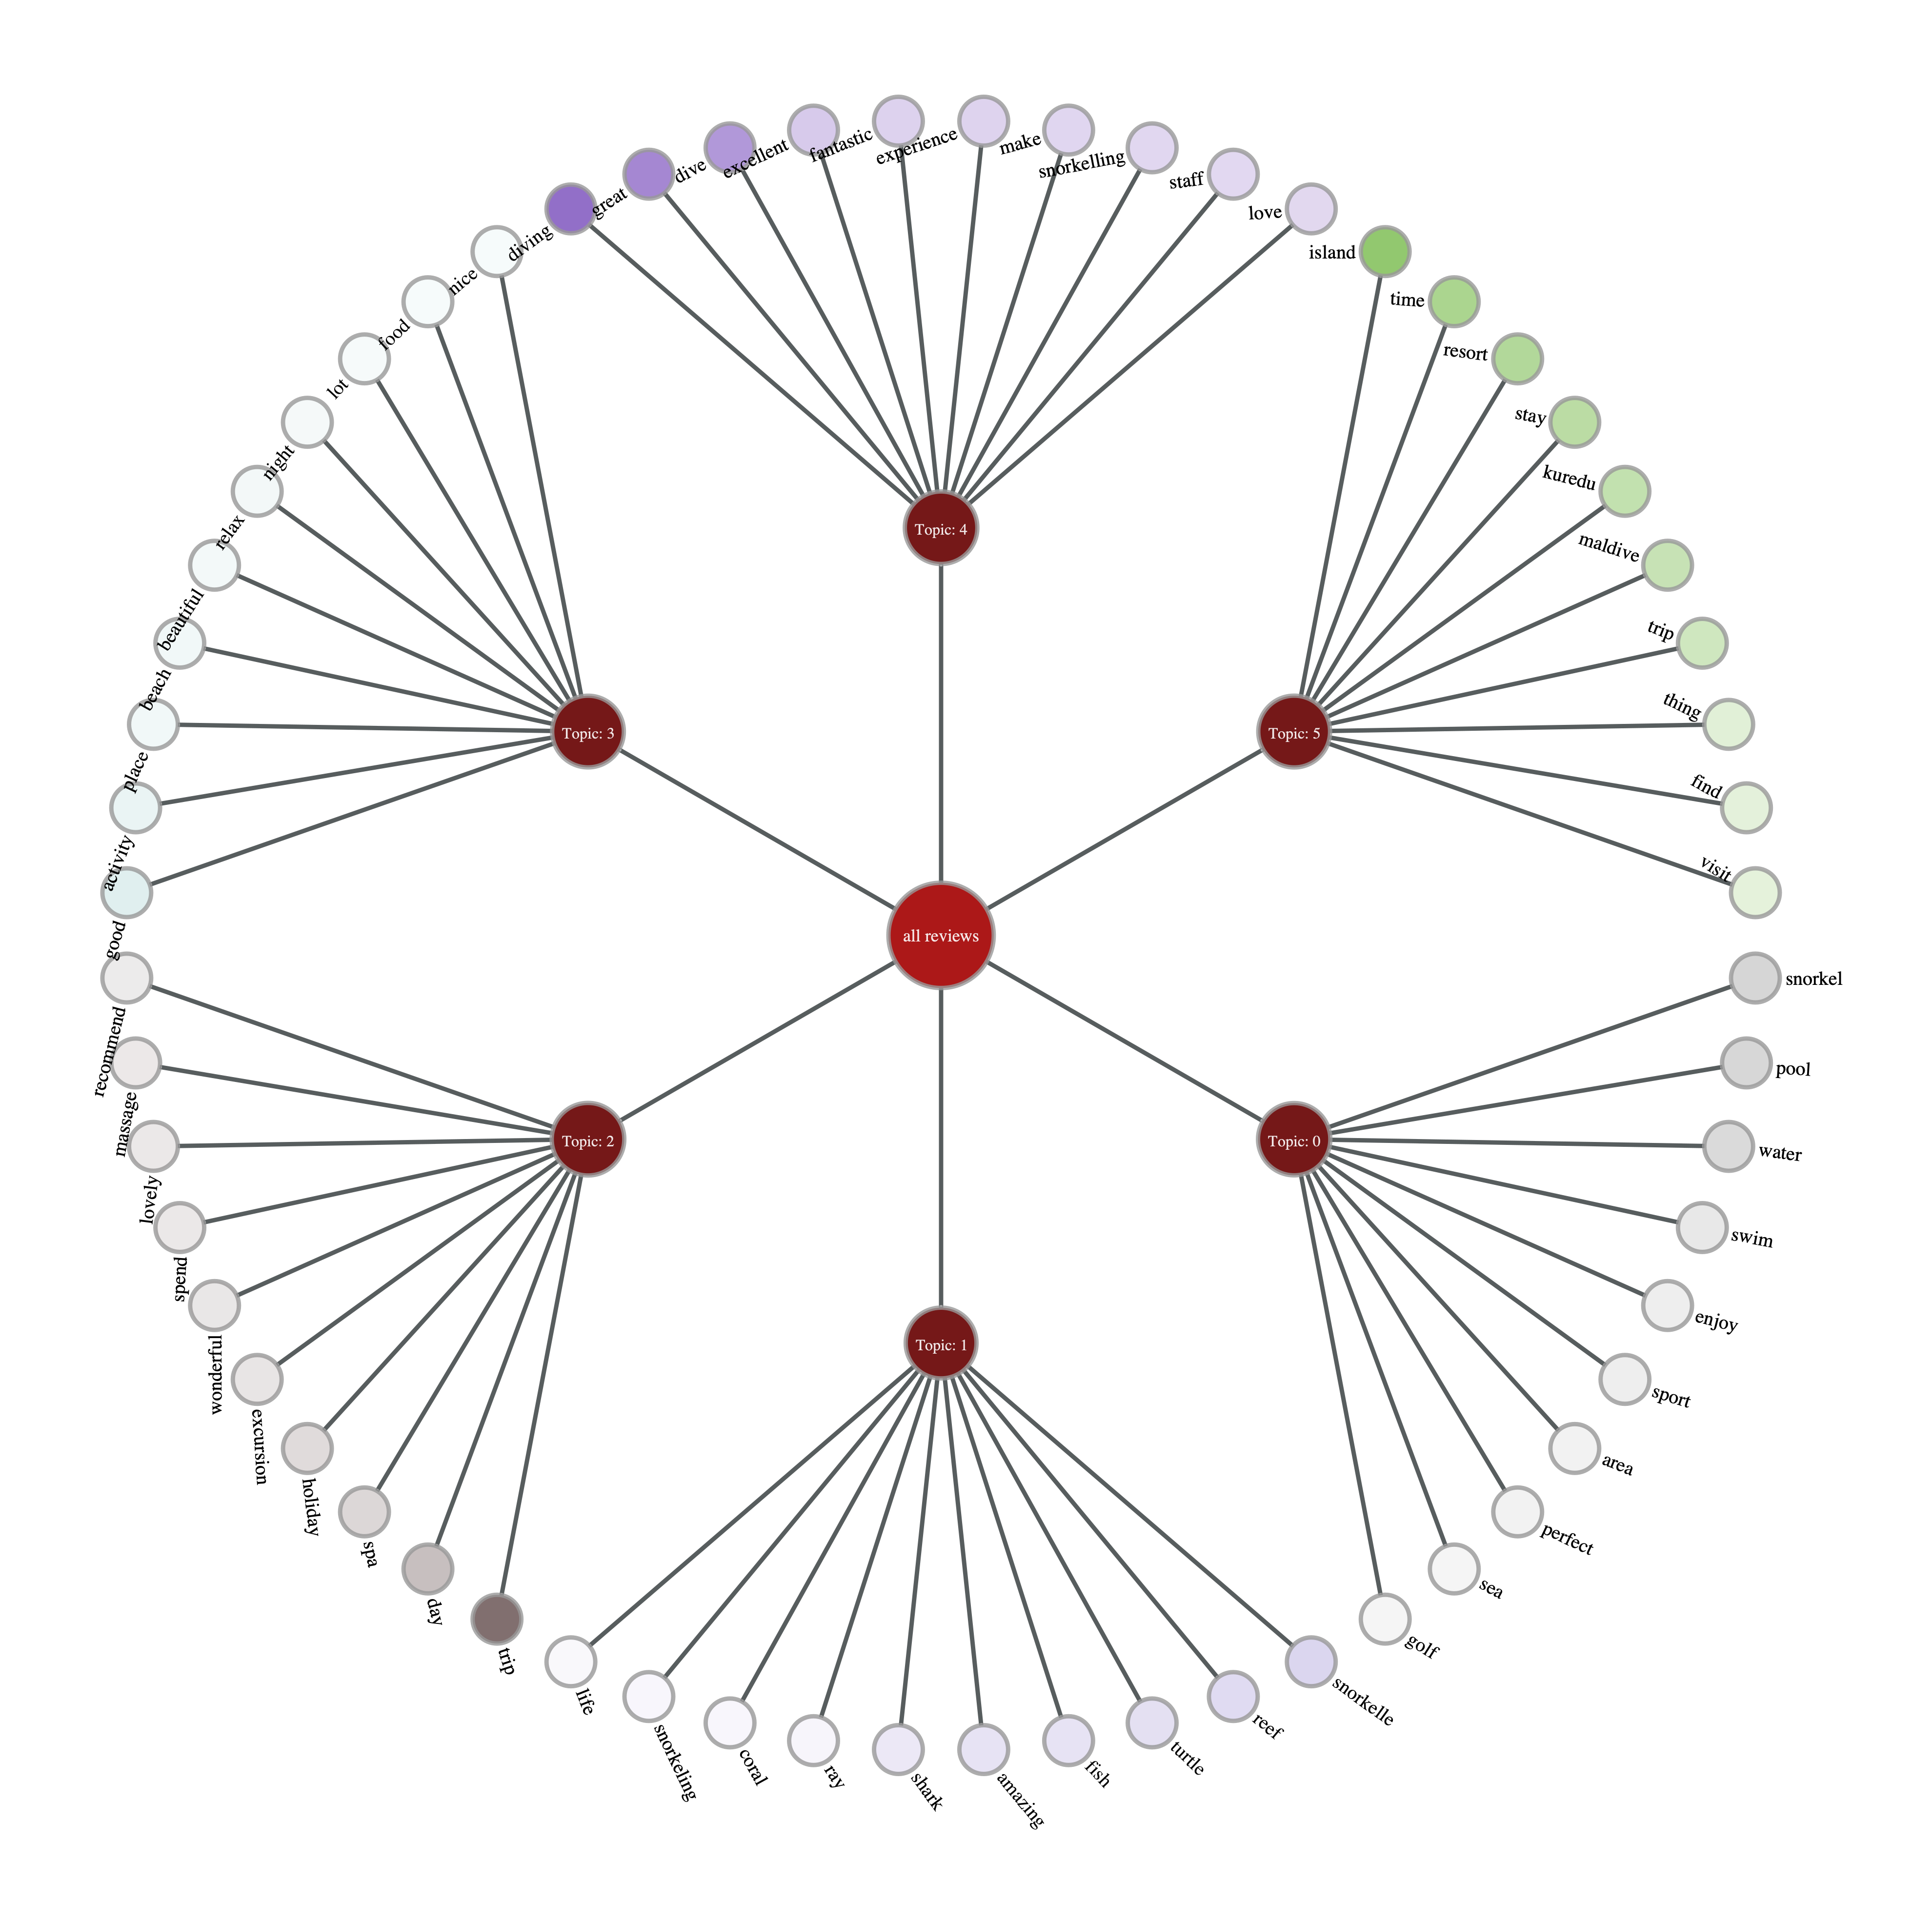 all reviews
Topic: 4
great
dive
excellent
fantastic
experience
make
snorkelling
staff
love
Topic: 5
island
time
resort
stay
kuredu
maldive
trip
thing
find
visit
Topic: 0
snorkel
pool
water
swim
enjoy
sport
area
perfect
sea
golf
Topic: 1
snorkelle
reef
turtle
fish
amazing
shark
ray
coral
snorkeling
life
Topic: 2
trip
day
spa
holiday
excursion
wonderful
spend
lovely
massage
recommend
Topic: 3
good
activity
place
beach
beautiful
relax
night
lot
food
nice
diving